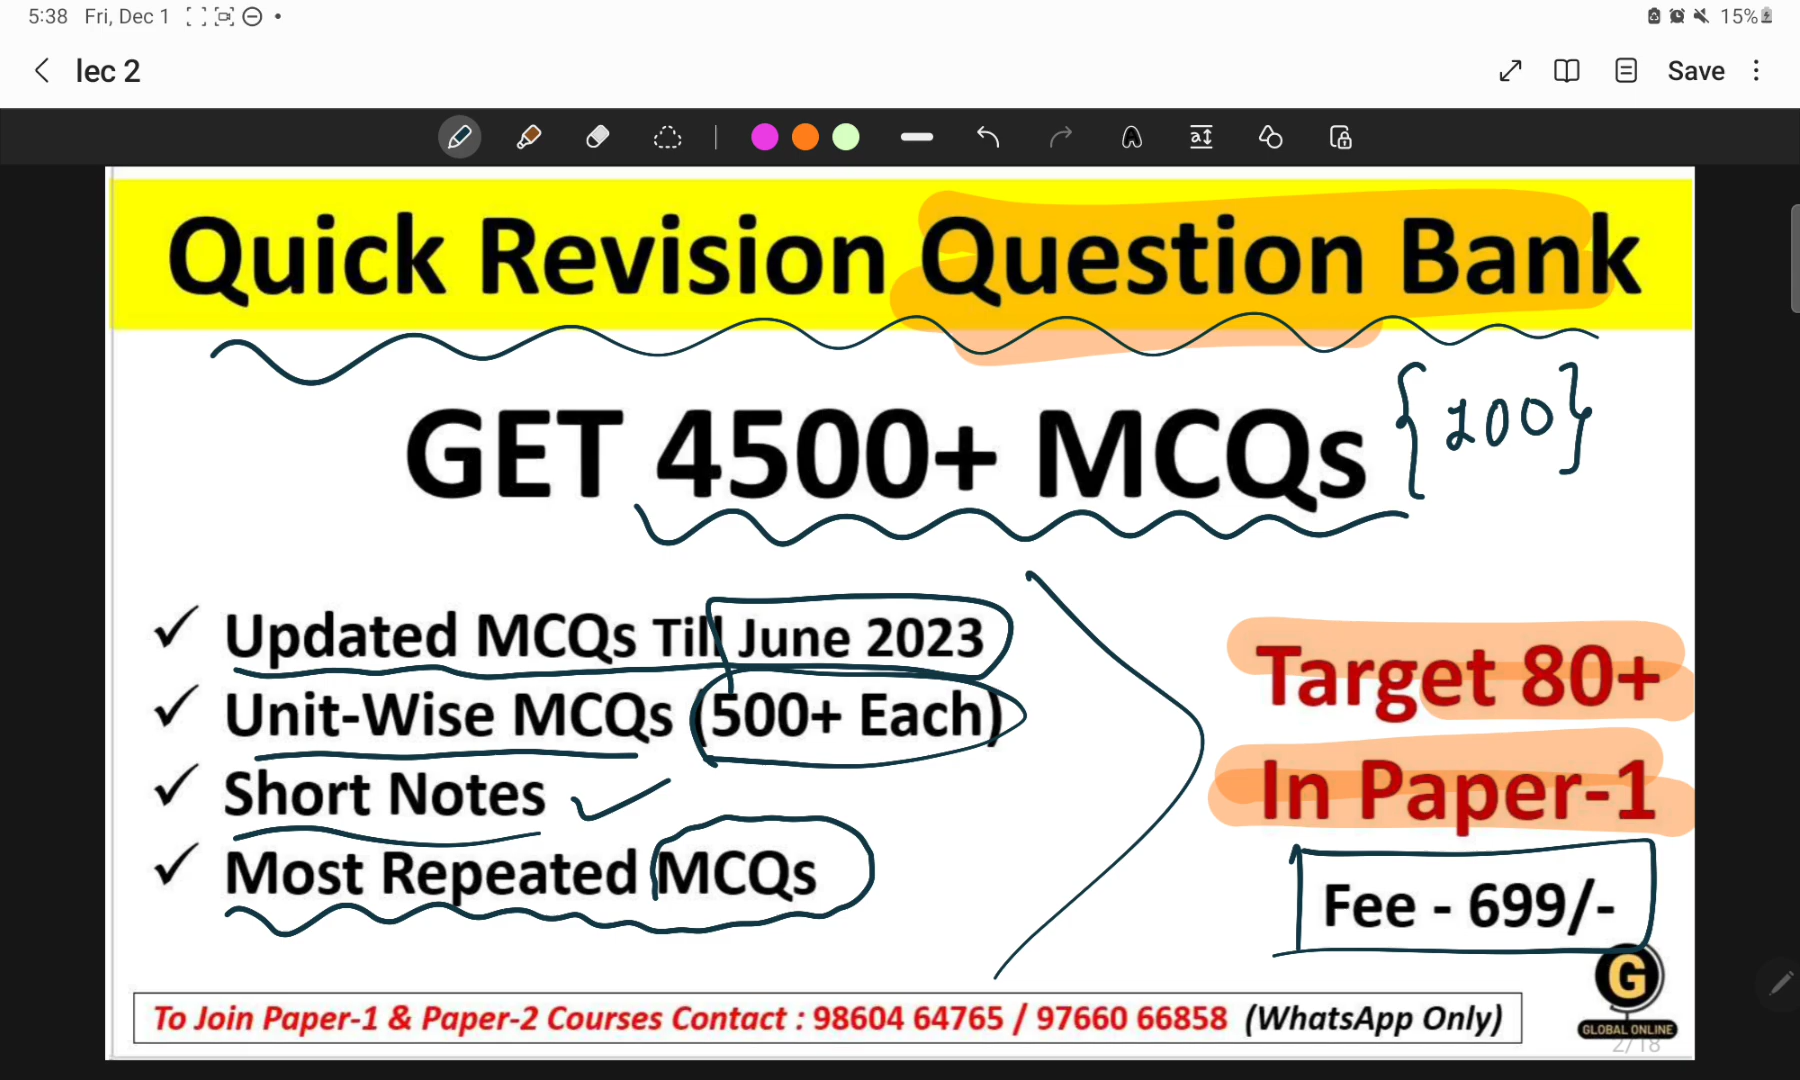 5:38 Fri, Dec 1 15%
lec 2 Save
Quick Revision Question Bank
GET 4500+ MCQs {200}
✓ Updated MCQs Till June 2023
✓ Unit-Wise MCQs (500+ Each)
✓ Short Notes ✓
✓ Most Repeated MCQs
Target 80+
In Paper-1
Fee - 699/-
G
GLOBAL ONLINE
To Join Paper-1 & Paper-2 Courses Contact : 98604 64765 / 97660 66858 (WhatsApp Only)
2/18